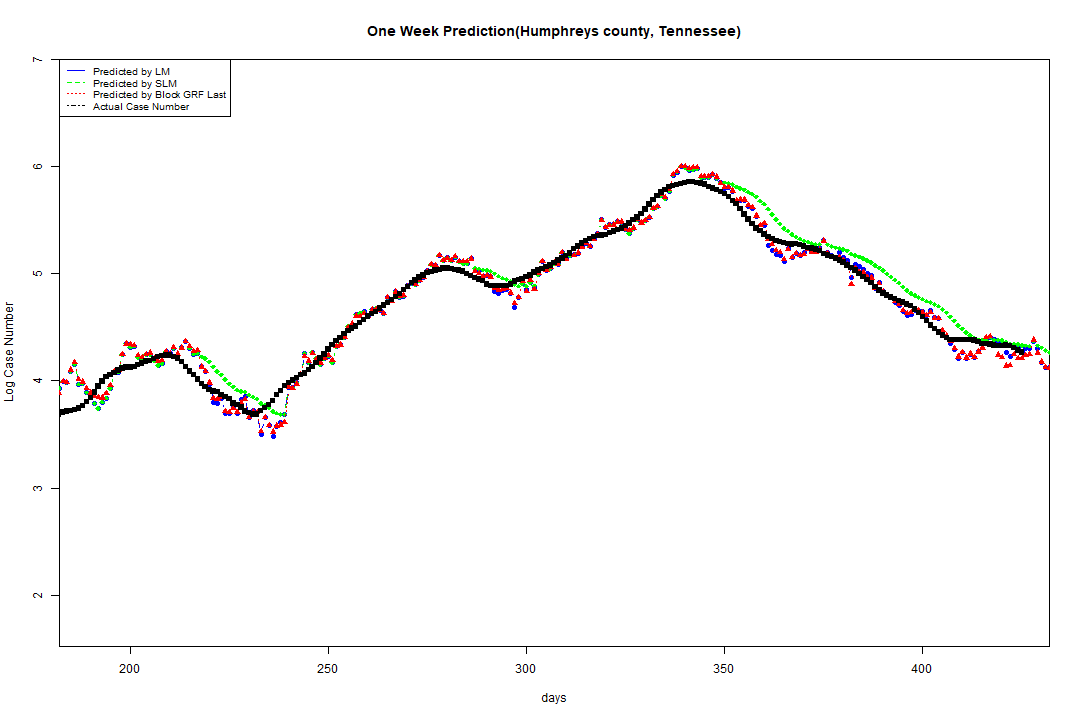 One Week Prediction(Humphreys county, Tennessee)
Predicted by LM
Predicted by SLM
Predicted by Block GRF Last
Actual Case Number
7
6
5
4
3
2
Log Case Number
200 250 300 350 400
days